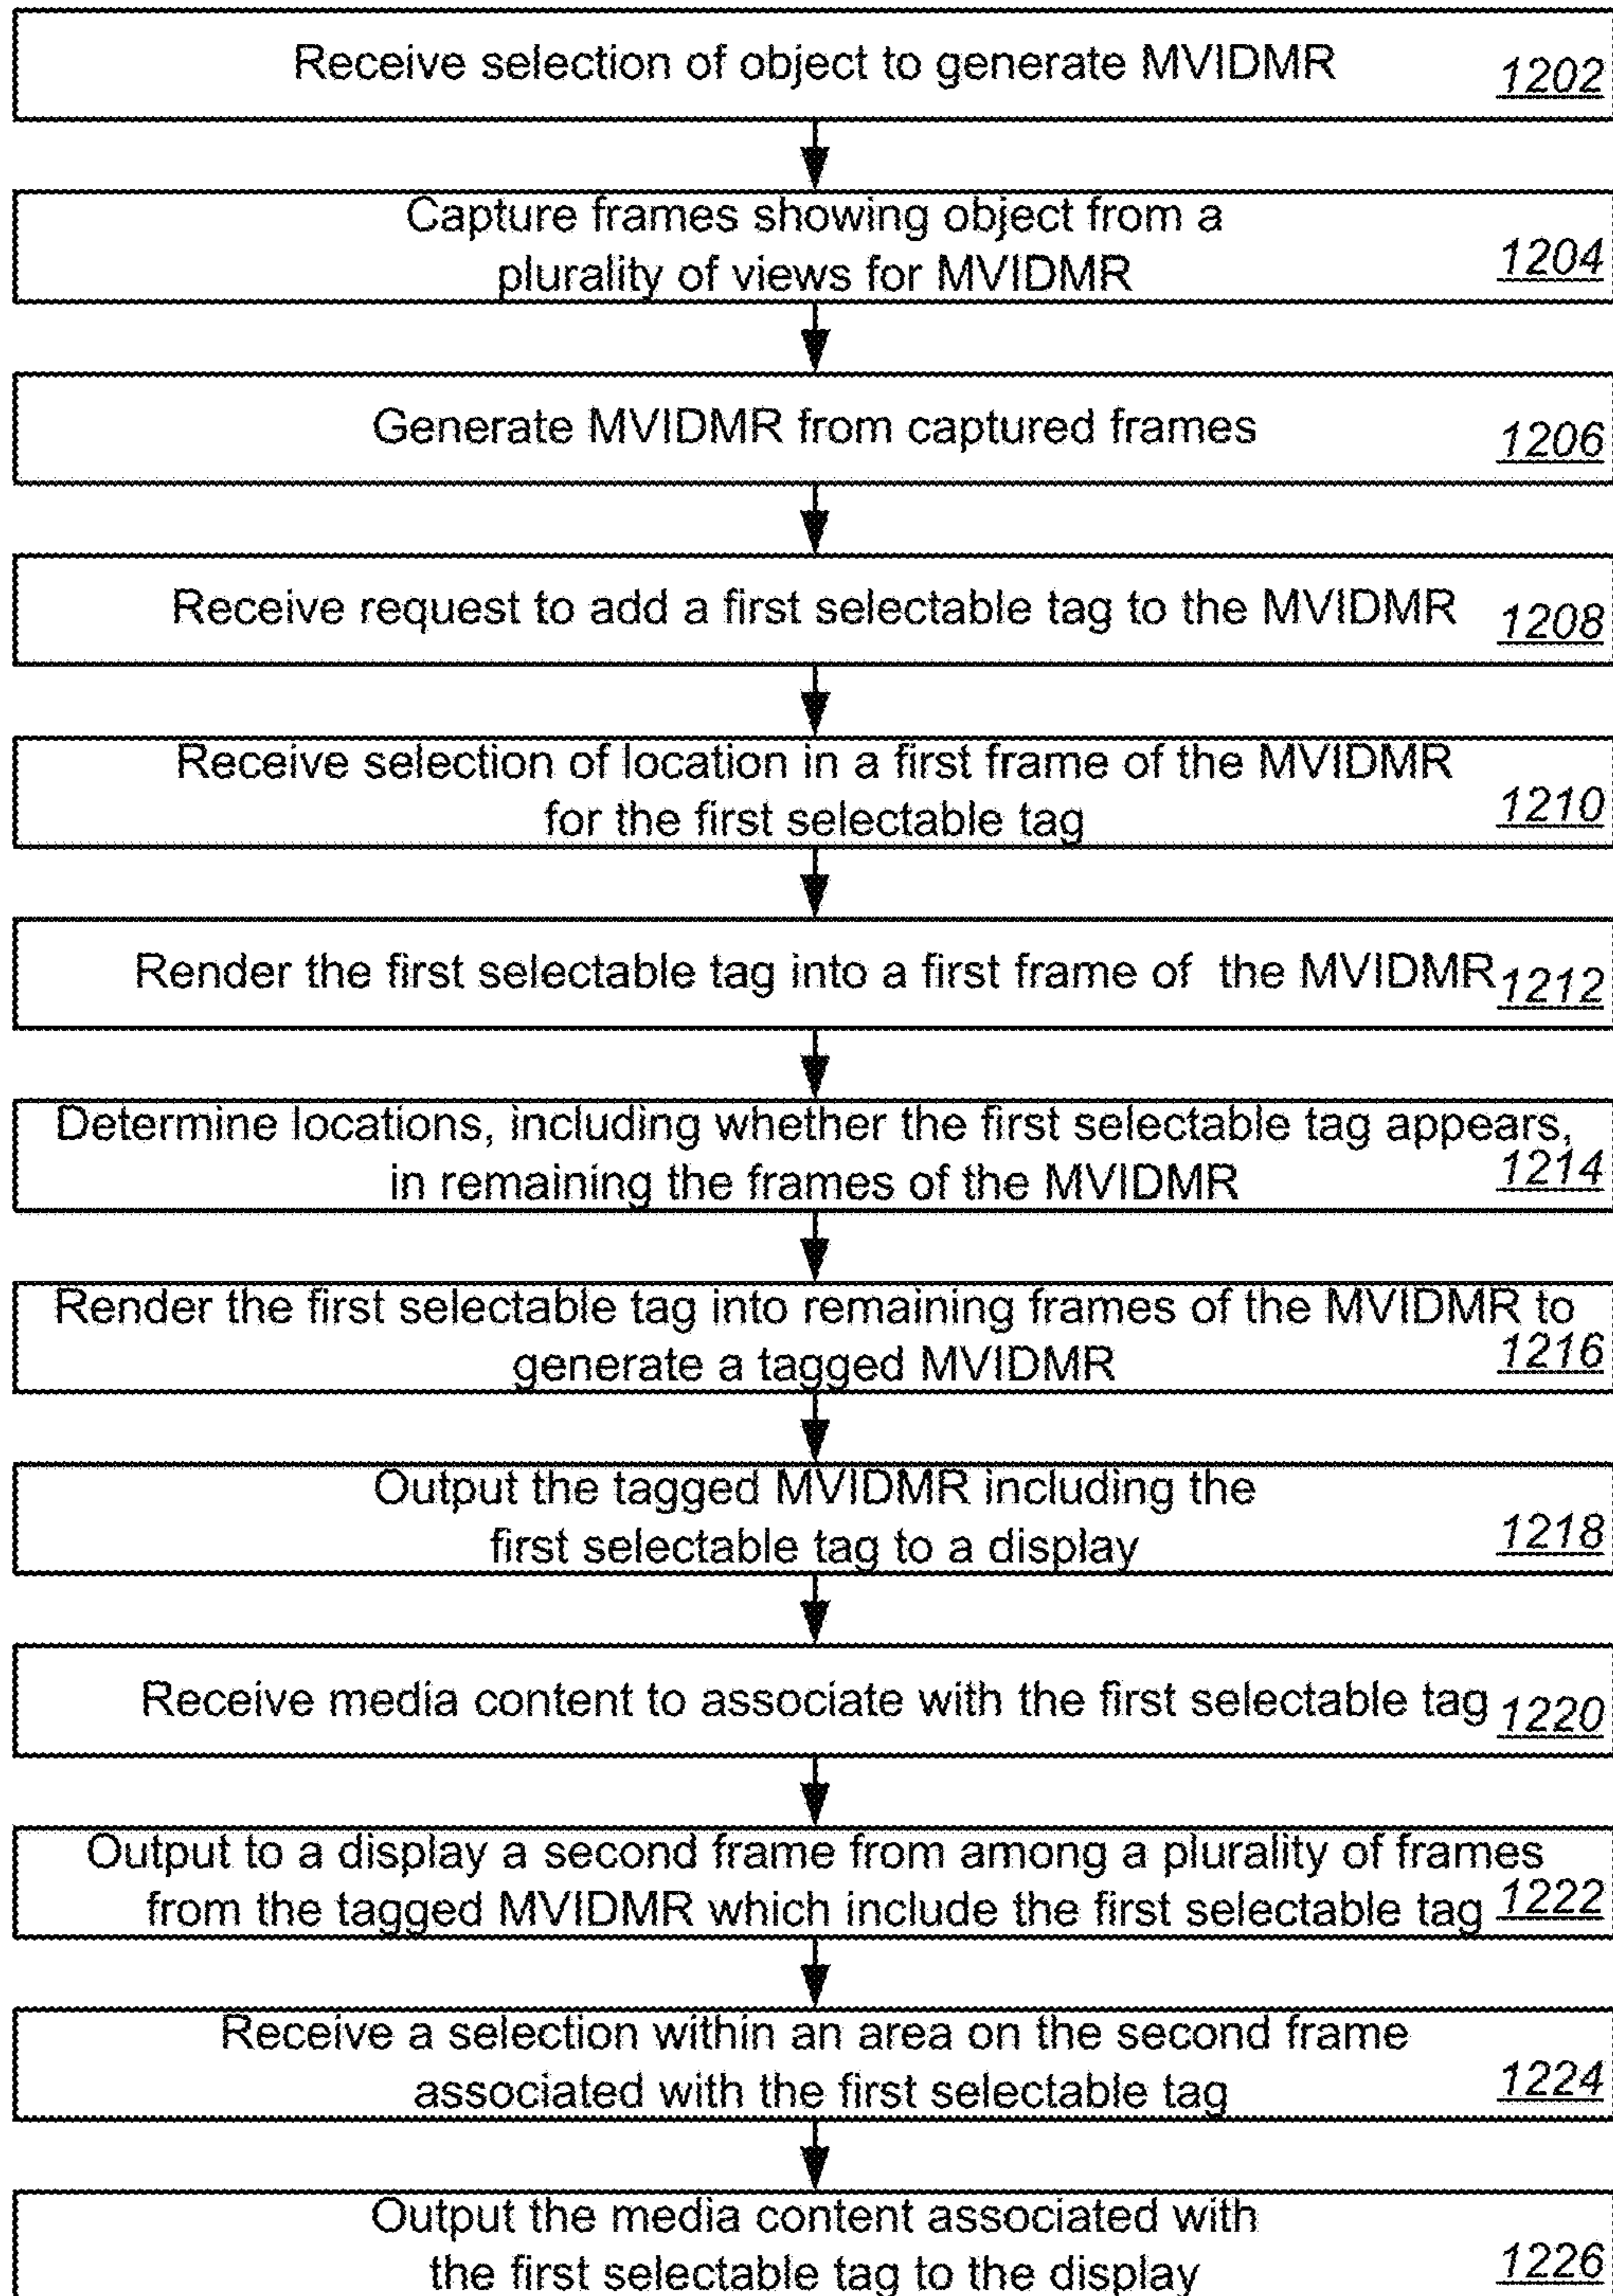 Receive selection of object to generate MVIDMR
1202
Capture frames showing object from a
plurality of views for MVIDMR
1204
Generate MVIDMR from captured frames
1206
Receive request to add a first selectable tag to the MVIDMR
1208
Receive selection of location in a first frame of the MVIDMR
for the first selectable tag
1210
Render the first selectable tag into a first frame of the MVIDMR
1212
Determine locations, including whether the first selectable tag appears,
in remaining the frames of the MVIDMR
1214
Render the first selectable tag into remaining frames of the MVIDMR to
generate a tagged MVIDMR
1216
Output the tagged MVIDMR including the
first selectable tag to a display
1218
Receive media content to associate with the first selectable tag
1220
Output to a display a second frame from among a plurality of frames
from the tagged MVIDMR which include the first selectable tag
1222
Receive a selection within an area on the second frame
associated with the first selectable tag
1224
Output the media content associated with
the first selectable tag to the display
1226